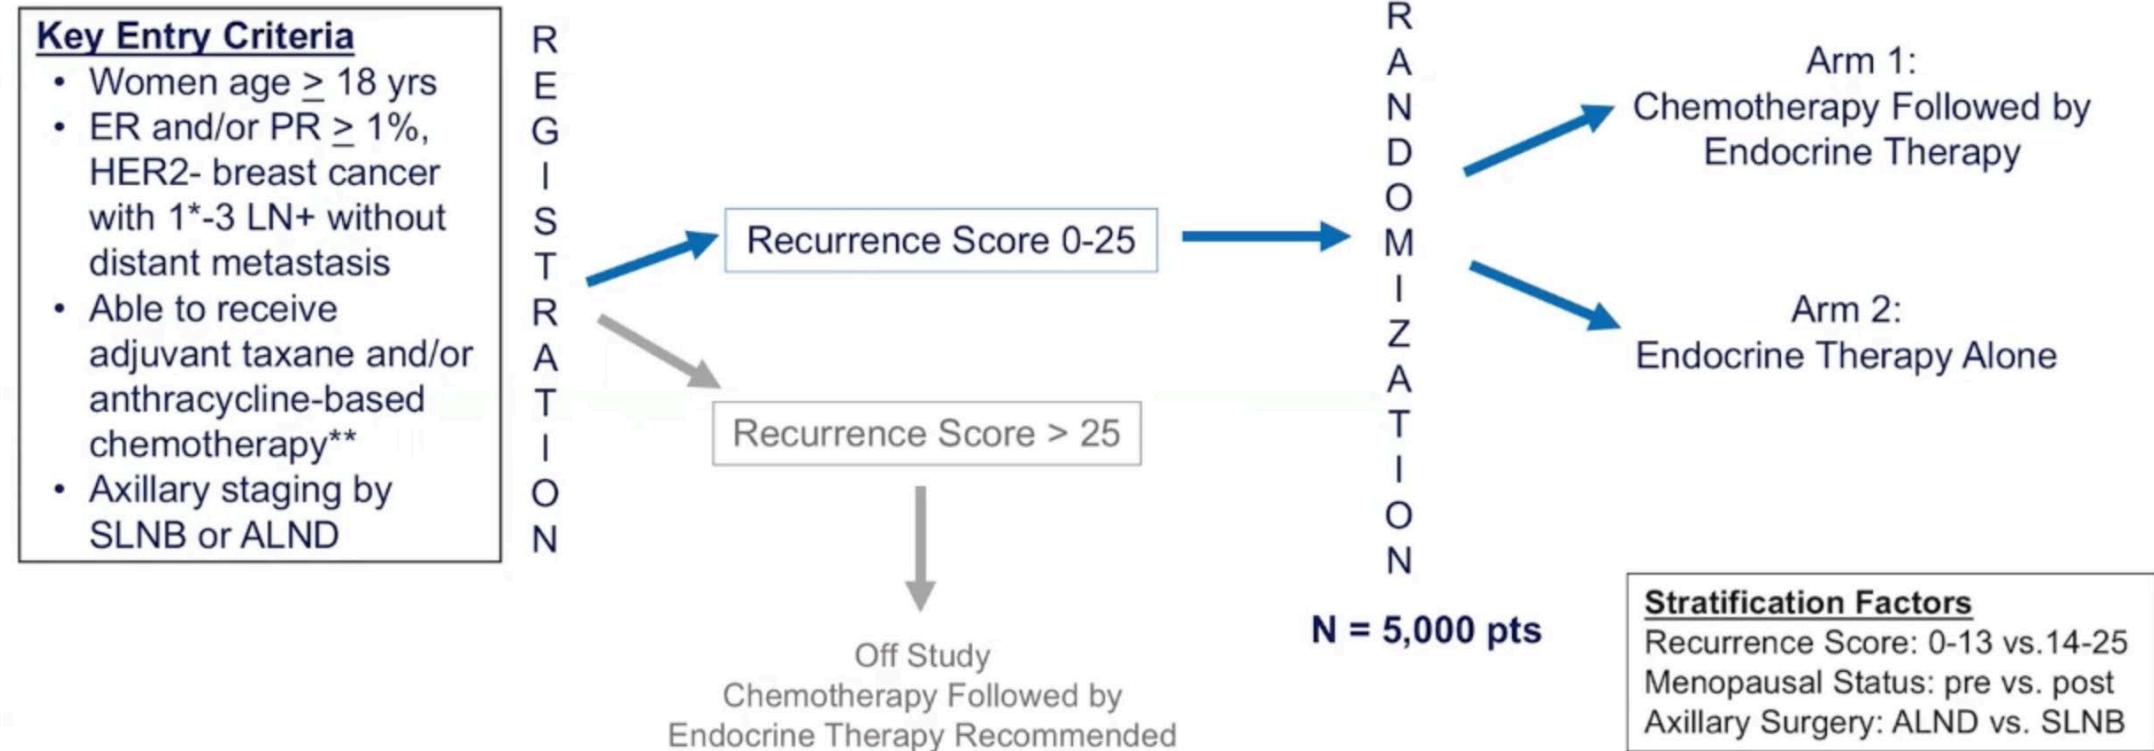 Key Entry Criteria
• Women age ≥ 18 yrs
• ER and/or PR ≥ 1%,
HER2- breast cancer
with 1*-3 LN+ without
distant metastasis
• Able to receive
adjuvant taxane and/or
anthracycline-based
chemotherapy**
• Axillary staging by
SLNB or ALND
REGISTRATION
Recurrence Score 0-25
Recurrence Score > 25
Off Study
Chemotherapy Followed by
Endocrine Therapy Recommended
RANDOMIZATION
N = 5,000 pts
Arm 1:
Chemotherapy Followed by
Endocrine Therapy
Arm 2:
Endocrine Therapy Alone
Stratification Factors
Recurrence Score: 0-13 vs.14-25
Menopausal Status: pre vs. post
Axillary Surgery: ALND vs. SLNB